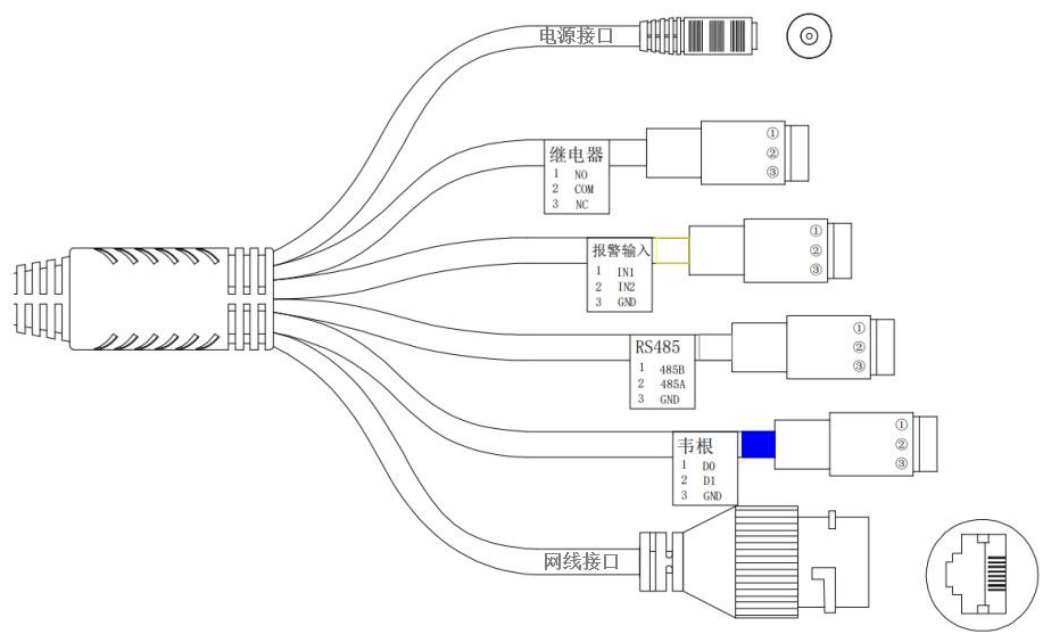 电源接口
继电器
1 NO
2 COM
3 NC
①
②
③
报警输入
1 IN1
2 IN2
3 GND
①
②
③
RS485
1 485B
2 485A
3 GND
①
②
③
韦根
1 D0
2 D1
3 GND
①
②
③
网线接口